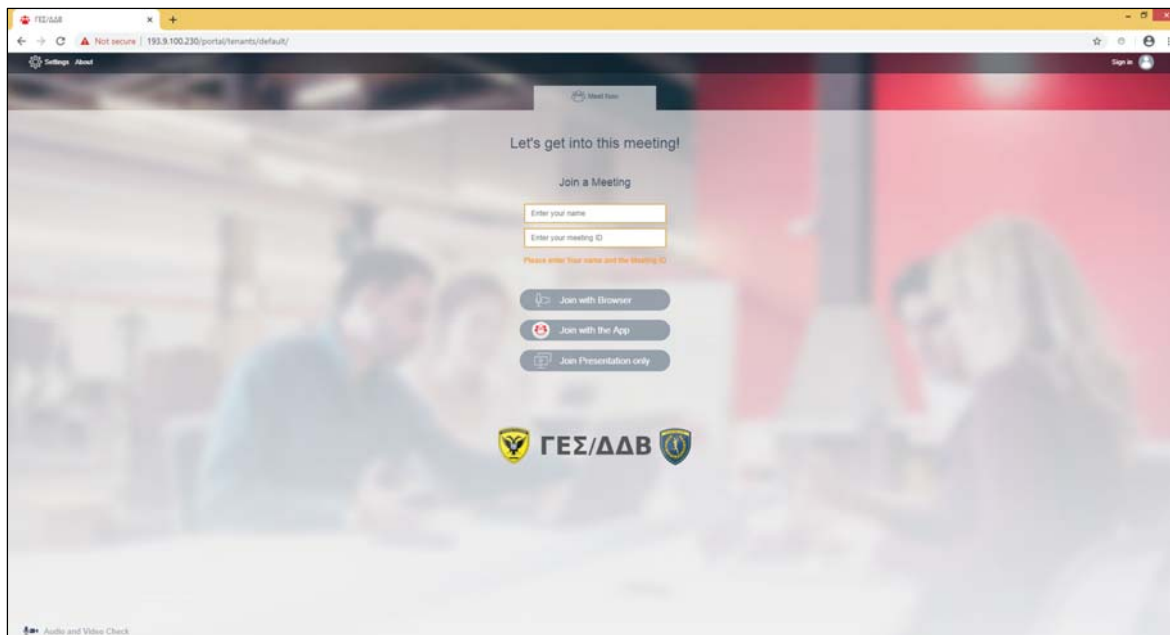 ΓΕΣ/ΔΔΒ
Not secure | 193.9.100.230/portal/tenants/default/
Settings About
Sign in
Meet Now
Let's get into this meeting!
Join a Meeting
Enter your name
Enter your meeting ID
Please enter Your name and the Meeting ID
Join with Browser
Join with the App
Join Presentation only
ΓΕΣ/ΔΔΒ
Audio and Video Check